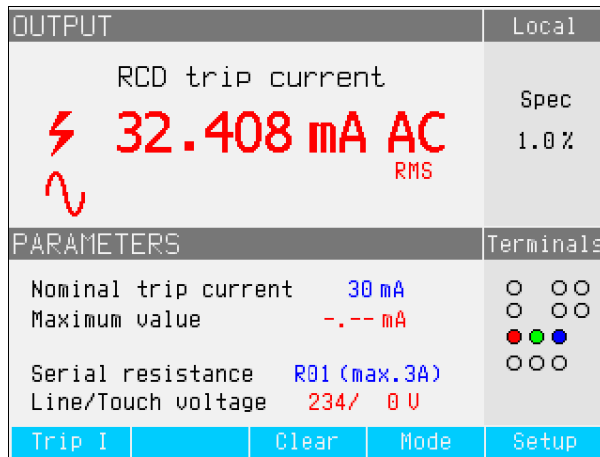 OUTPUT Local
RCD trip current
Spec
32.408 mA AC
1.0%
RMS
PARAMETERS Terminals
Nominal trip current 30 mA
Maximum value -.-- mA
Serial resistance R01 (max.3A)
Line/Touch voltage 234/ 0 V
Trip I Clear Mode Setup